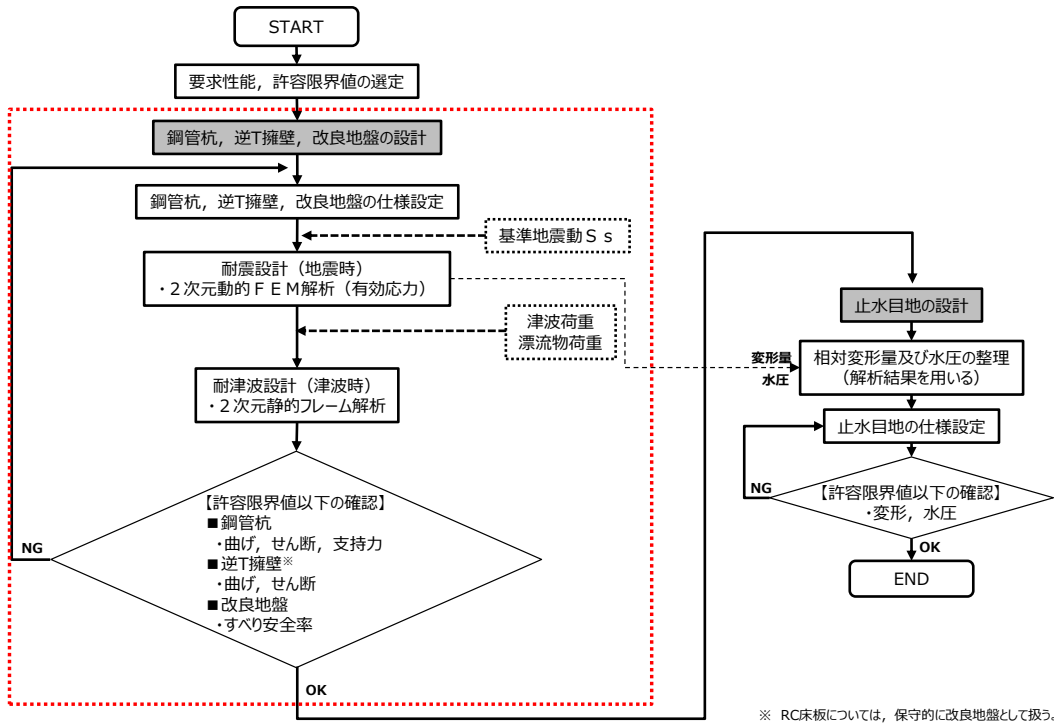 START
要求性能，許容限界値の選定
鋼管杭，逆T擁壁，改良地盤の設計
鋼管杭，逆T擁壁，改良地盤の仕様設定
基準地震動Ｓｓ
耐震設計（地震時）
・２次元動的ＦＥＭ解析（有効応力）
津波荷重
漂流物荷重
耐津波設計（津波時）
・２次元静的フレーム解析
【許容限界値以下の確認】
■鋼管杭
・曲げ，せん断，支持力
■逆T擁壁※
・曲げ，せん断
■改良地盤
・すべり安全率
NG
OK
止水目地の設計
変形量
水圧
相対変形量及び水圧の整理
（解析結果を用いる）
止水目地の仕様設定
【許容限界値以下の確認】
・変形，水圧
NG
OK
END
※ RC床板については，保守的に改良地盤として扱う。